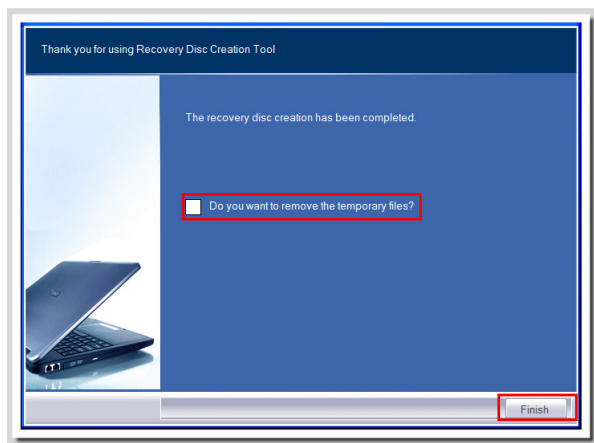 Thank you for using Recovery Disc Creation Tool
The recovery disc creation has been completed.
Do you want to remove the temporary files?
Finish